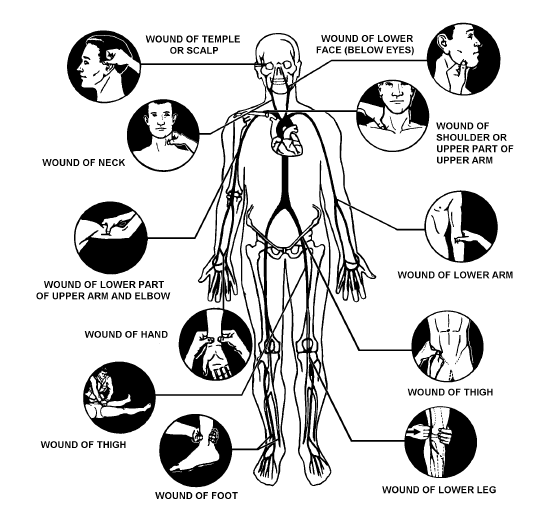 WOUND OF TEMPLE
OR SCALP
WOUND OF LOWER
FACE (BELOW EYES)
WOUND OF NECK
WOUND OF
SHOULDER OR
UPPER PART OF
UPPER ARM
WOUND OF LOWER PART
OF UPPER ARM AND ELBOW
WOUND OF LOWER ARM
WOUND OF HAND
WOUND OF THIGH
WOUND OF THIGH
WOUND OF FOOT
WOUND OF LOWER LEG